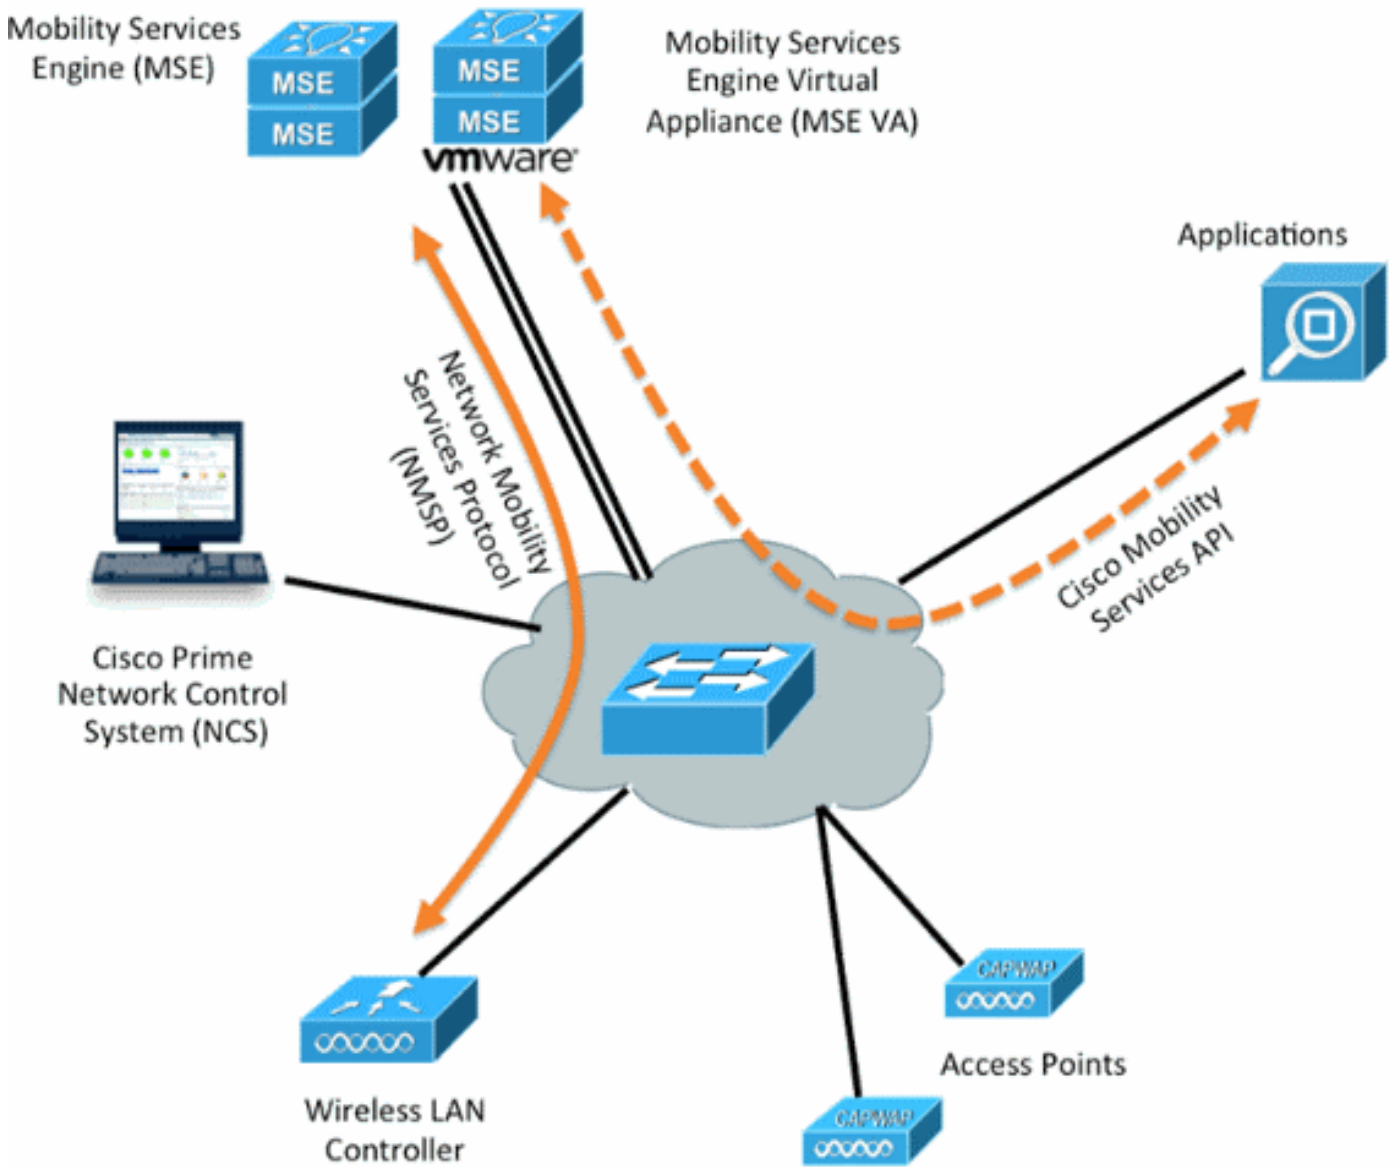 Mobility Services
Engine (MSE)
MSE
MSE
MSE
MSE
vmware
Mobility Services
Engine Virtual
Appliance (MSE VA)
Applications
Network Mobility
Services Protocol
(NMSP)
Cisco Mobility
Services API
Cisco Prime
Network Control
System (NCS)
CAPWAP
Access Points
Wireless LAN
Controller
CAPWAP